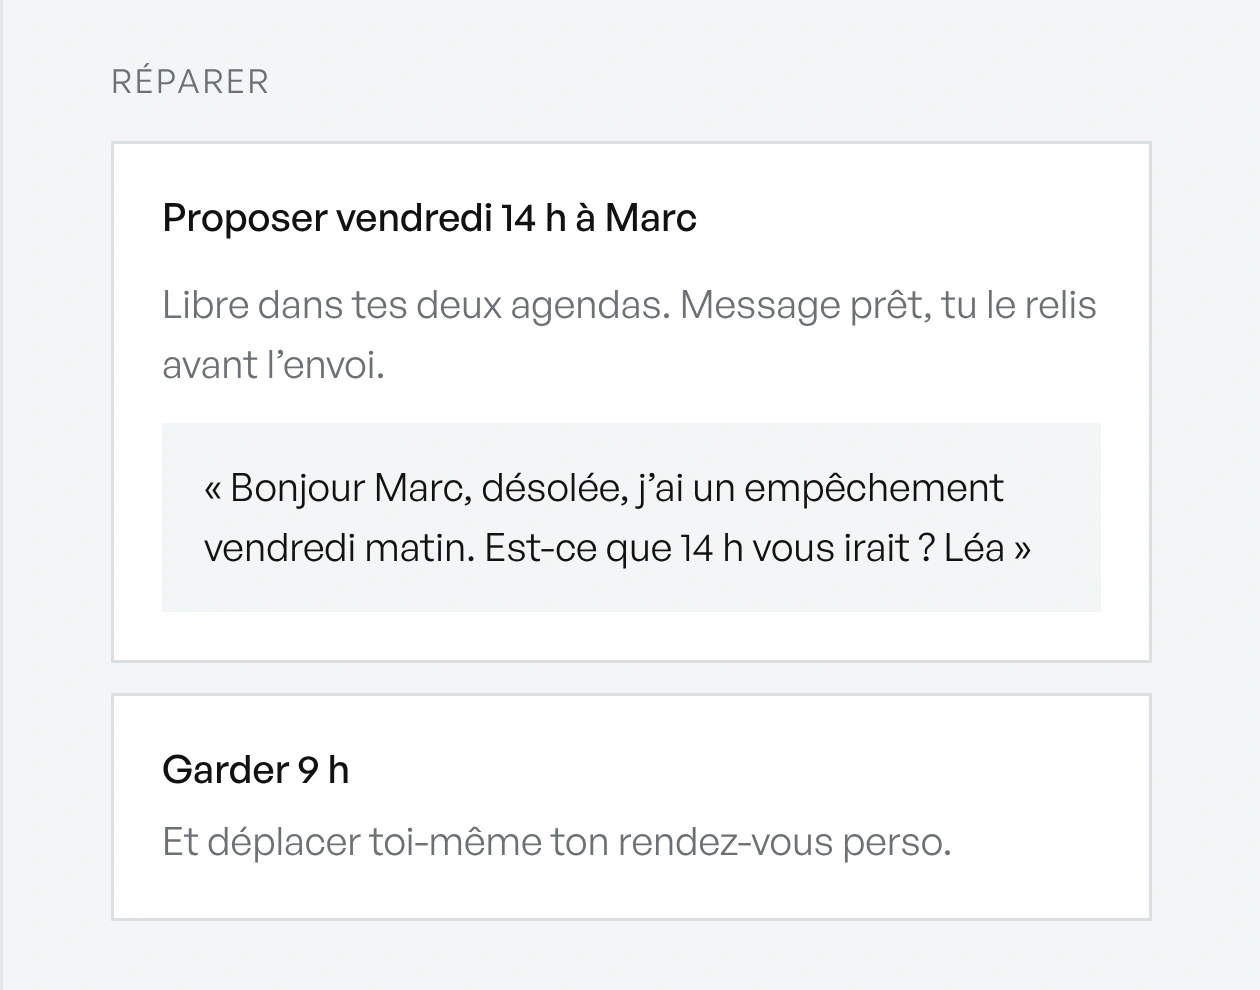 RÉPARER
Proposer vendredi 14 h à Marc
Libre dans tes deux agendas. Message prêt, tu le relis
avant l’envoi.
« Bonjour Marc, désolée, j’ai un empêchement
vendredi matin. Est-ce que 14 h vous irait ? Léa »
Garder 9 h
Et déplacer toi-même ton rendez-vous perso.